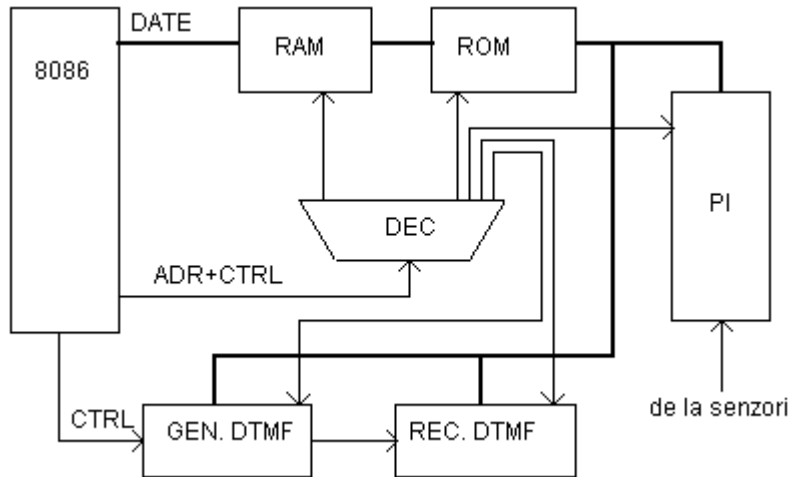 DATE
RAM
ROM
8086
PI
DEC
ADR+CTRL
de la senzori
CTRL
GEN. DTMF
REC. DTMF